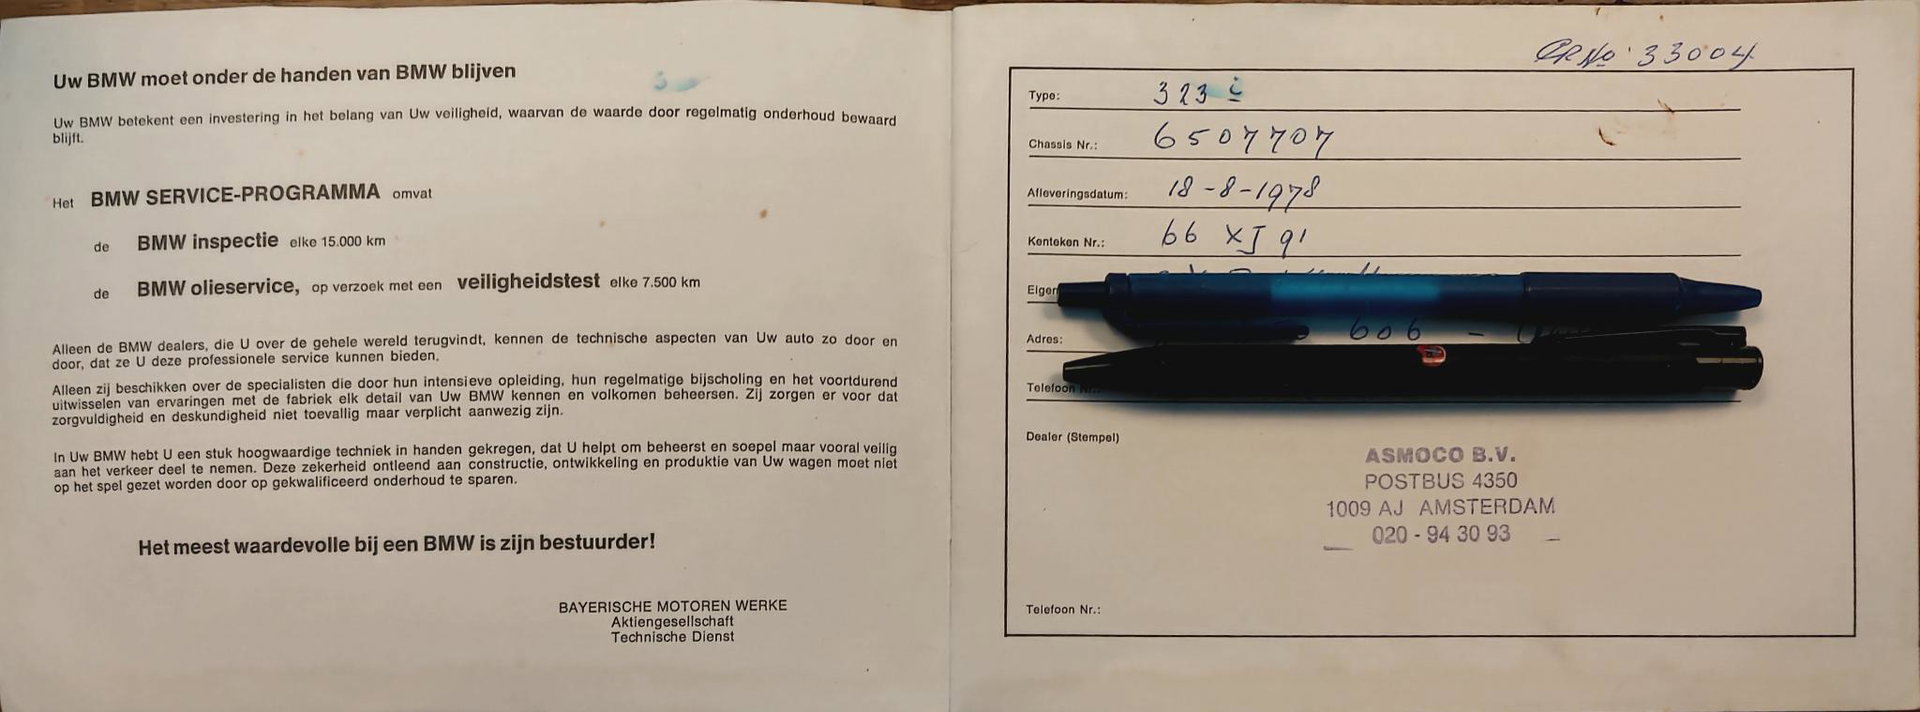 Uw BMW moet onder de handen van BMW blijven
Uw BMW betekent een investering in het belang van Uw veiligheid, waarvan de waarde door regelmatig onderhoud bewaard
blijft.
Het BMW SERVICE-PROGRAMMA omvat
de BMW inspectie elke 15.000 km
de BMW olieservice, op verzoek met een veiligheidstest elke 7.500 km
Alleen de BMW dealers, die U over de gehele wereld terugvindt, kennen de technische aspecten van Uw auto zo door en
door, dat ze U deze professionele service kunnen bieden.
Alleen zij beschikken over de specialisten die door hun intensieve opleiding, hun regelmatige bijscholing en het voortdurend
uitwisselen van ervaringen met de fabriek elk detail van Uw BMW kennen en volkomen beheersen. Zij zorgen er voor dat
zorgvuldigheid en deskundigheid niet toevallig maar verplicht aanwezig zijn.
In Uw BMW hebt U een stuk hoogwaardige techniek in handen gekregen, dat U helpt om beheerst en soepel maar vooral veilig
aan het verkeer deel te nemen. Deze zekerheid ontleend aan constructie, ontwikkeling en produktie van Uw wagen moet niet
op het spel gezet worden door op gekwalificeerd onderhoud te sparen.
Het meest waardevolle bij een BMW is zijn bestuurder!
BAYERISCHE MOTOREN WERKE
Aktiengesellschaft
Technische Dienst
33004
Type: 323 i
Chassis Nr.: 6507707
Afleveringsdatum: 18-8-1978
Kenteken Nr.: 66 XJ 91
Adres: 606 -
Telefoon
Dealer (Stempel)
ASMOCO B.V.
POSTBUS 4350
1009 AJ AMSTERDAM
020 - 94 30 93
Telefoon Nr.: